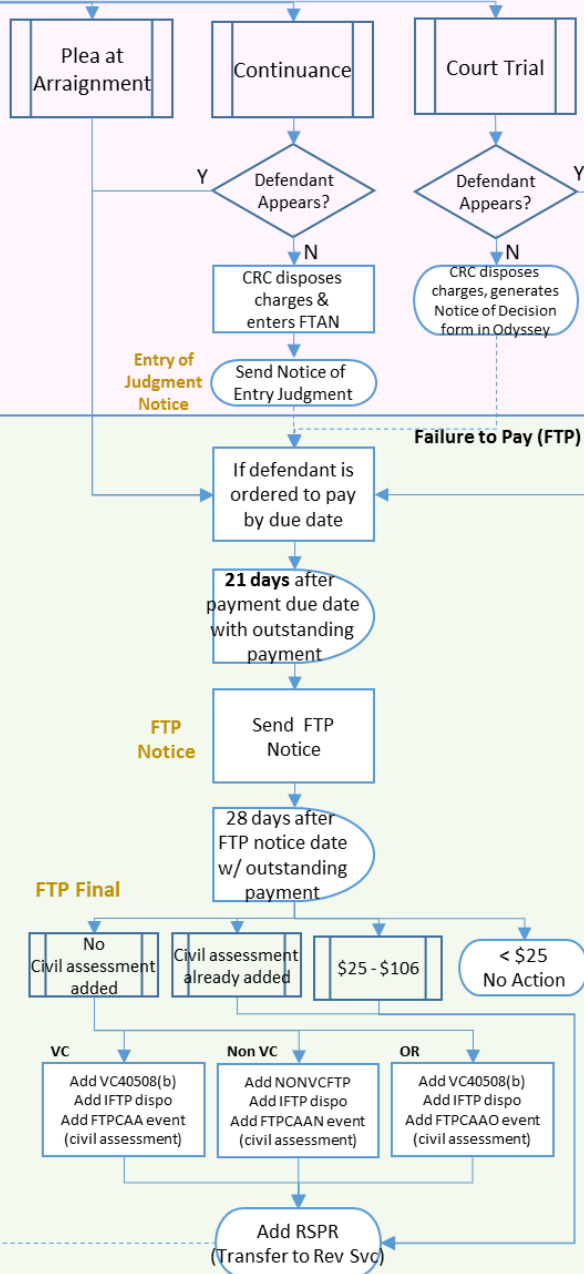 Plea at
Arraignment
Continuance
Court Trial
Y
Defendant
Appears?
N
Defendant
Appears?
Y
N
CRC disposes
charges &
enters FTAN
CRC disposes
charges, generates
Notice of Decision
form in Odyssey
Entry of
Judgment
Notice
Send Notice of
Entry Judgment
Failure to Pay (FTP)
If defendant is
ordered to pay
by due date
21 days after
payment due date
with outstanding
payment
FTP
Notice
Send FTP
Notice
28 days after
FTP notice date
w/ outstanding
payment
FTP Final
No
Civil assessment
added
Civil assessment
already added
$25 - $106
< $25
No Action
VC
Add VC40508(b)
Add IFTP dispo
Add FTPCAA event
(civil assessment)
Non VC
Add NONVCFTP
Add IFTP dispo
Add FTPCAAN event
(civil assessment)
OR
Add VC40508(b)
Add IFTP dispo
Add FTPCAAO event
(civil assessment)
Add RSPR
(Transfer to Rev Svc)